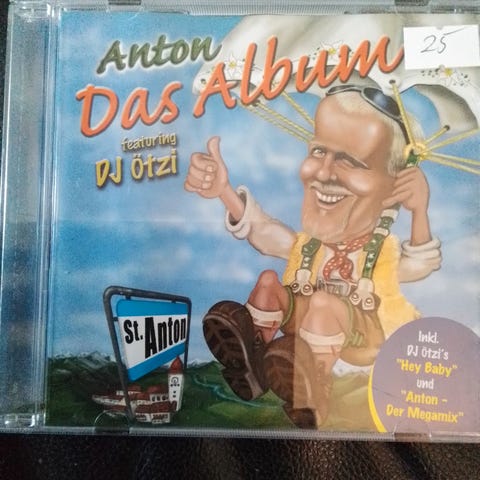 Anton
25
Das Album
featuring
DJ Ötzi
St. Anton
Inkl.
DJ Ötzi's
"Hey Baby"
und
"Anton -
Der Megamix"